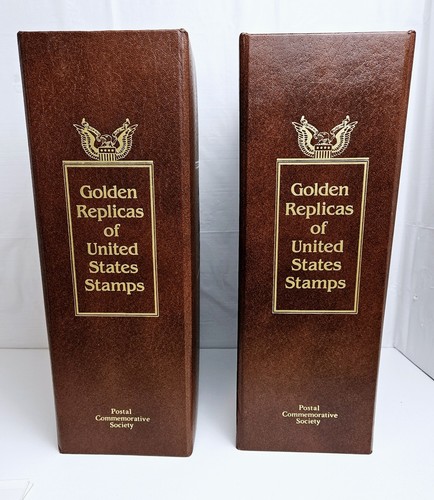 Golden
Replicas
of
United
States
Stamps
Postal
Commemorative
Society
Golden
Replicas
of
United
States
Stamps
Postal
Commemorative
Society